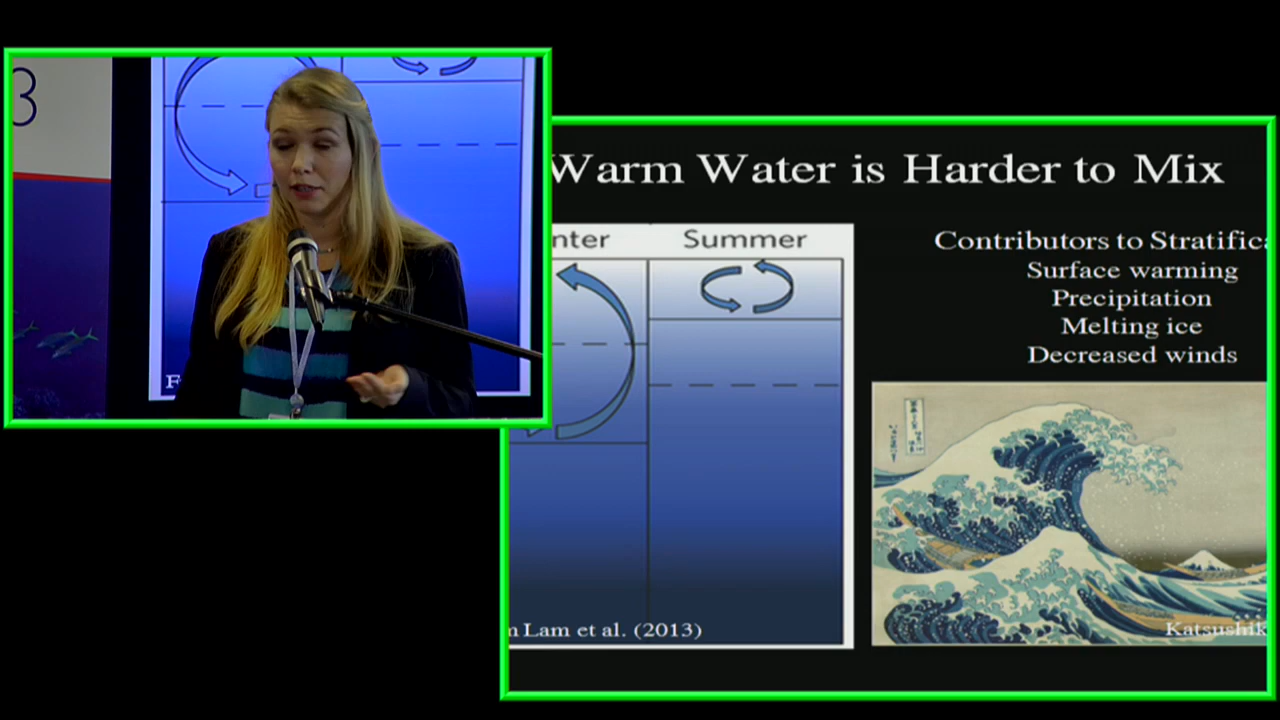 3
Warm Water is Harder to Mix
nter
Summer
Contributors to Stratifica
Surface warming
Precipitation
Melting ice
Decreased winds
F
m Lam et al. (2013)
Katsushik